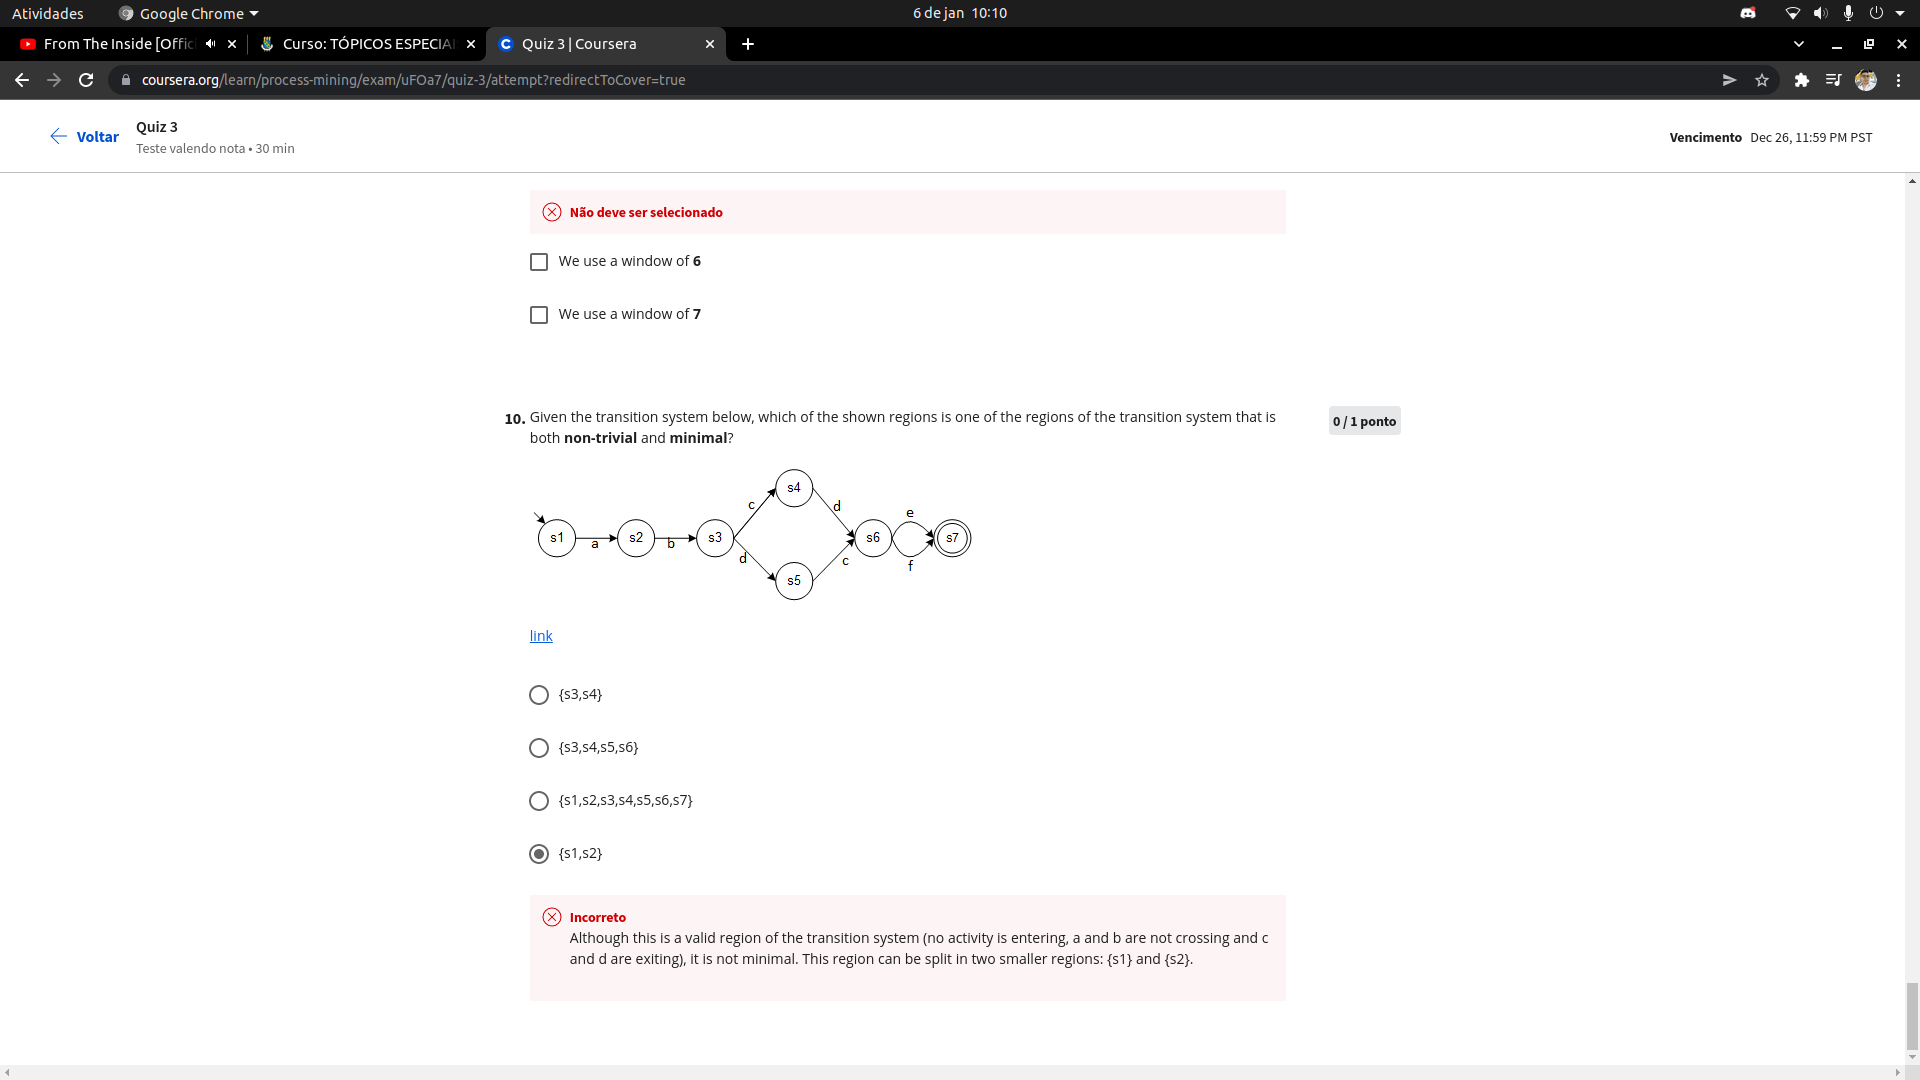 Atividades
Google Chrome
6 de jan 10:10
From The Inside [Offic
Curso: TÓPICOS ESPECIAI
Quiz 3 | Coursera
coursera.org/learn/process-mining/exam/uFOa7/quiz-3/attempt?redirectToCover=true
Voltar
Quiz 3
Teste valendo nota • 30 min
Vencimento Dec 26, 11:59 PM PST
Não deve ser selecionado
We use a window of 6
We use a window of 7
10. Given the transition system below, which of the shown regions is one of the regions of the transition system that is
both non-trivial and minimal?
0 / 1 ponto
s1 a s2 b s3 c s4 d s6 e s7
d s5 c f
link
{s3,s4}
{s3,s4,s5,s6}
{s1,s2,s3,s4,s5,s6,s7}
{s1,s2}
Incorreto
Although this is a valid region of the transition system (no activity is entering, a and b are not crossing and c
and d are exiting), it is not minimal. This region can be split in two smaller regions: {s1} and {s2}.